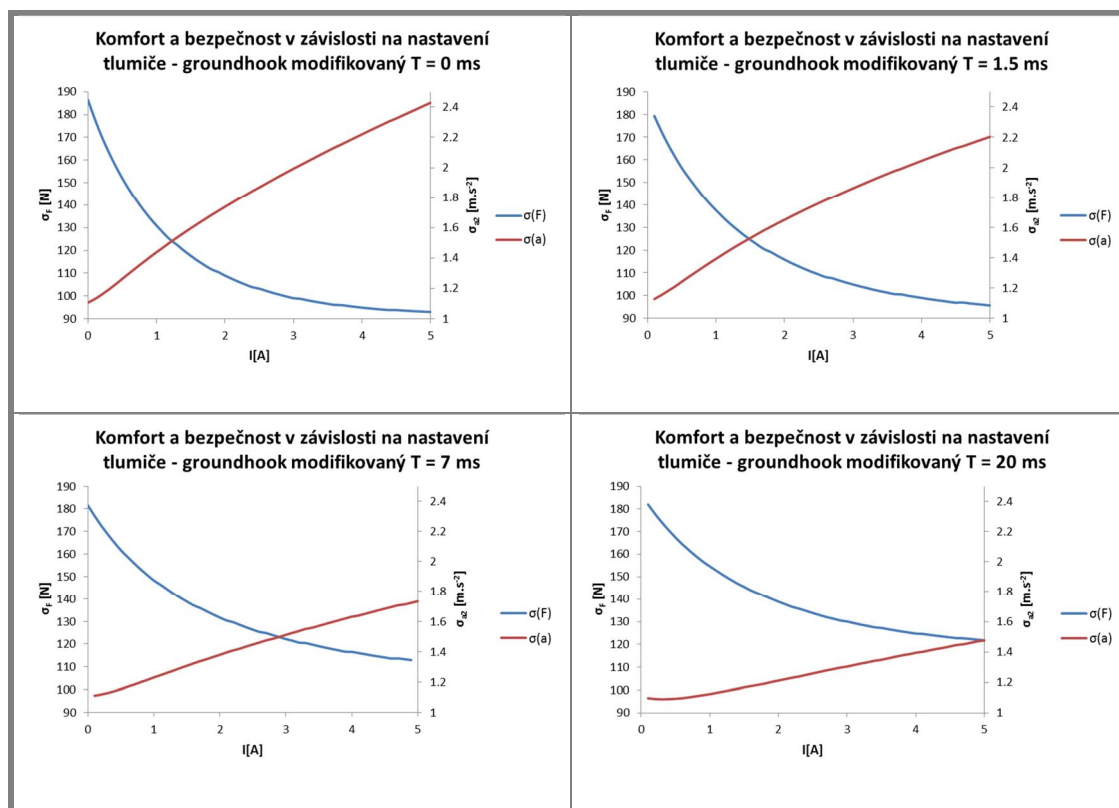 Komfort a bezpečnost v závislosti na nastavení
tlumiče - groundhook modifikovaný T = 0 ms
190
180
170
160
150
140
130
120
110
100
90
σF [N]
2.4
2.2
2
1.8
1.6
1.4
1.2
1
σa2 [m.s-2]
σ(F)
σ(a)
0 1 2 3 4 5
I[A]
Komfort a bezpečnost v závislosti na nastavení
tlumiče - groundhook modifikovaný T = 1.5 ms
190
180
170
160
150
140
130
120
110
100
90
σF [N]
2.4
2.2
2
1.8
1.6
1.4
1.2
1
σa2 [m.s-2]
σ(F)
σ(a)
0 1 2 3 4 5
I[A]
Komfort a bezpečnost v závislosti na nastavení
tlumiče - groundhook modifikovaný T = 7 ms
190
180
170
160
150
140
130
120
110
100
90
σF [N]
2.4
2.2
2
1.8
1.6
1.4
1.2
1
σa2 [m.s-2]
σ(F)
σ(a)
0 1 2 3 4 5
I[A]
Komfort a bezpečnost v závislosti na nastavení
tlumiče - groundhook modifikovaný T = 20 ms
190
180
170
160
150
140
130
120
110
100
90
σF [N]
2.4
2.2
2
1.8
1.6
1.4
1.2
1
σa2 [m.s-2]
σ(F)
σ(a)
0 1 2 3 4 5
I[A]